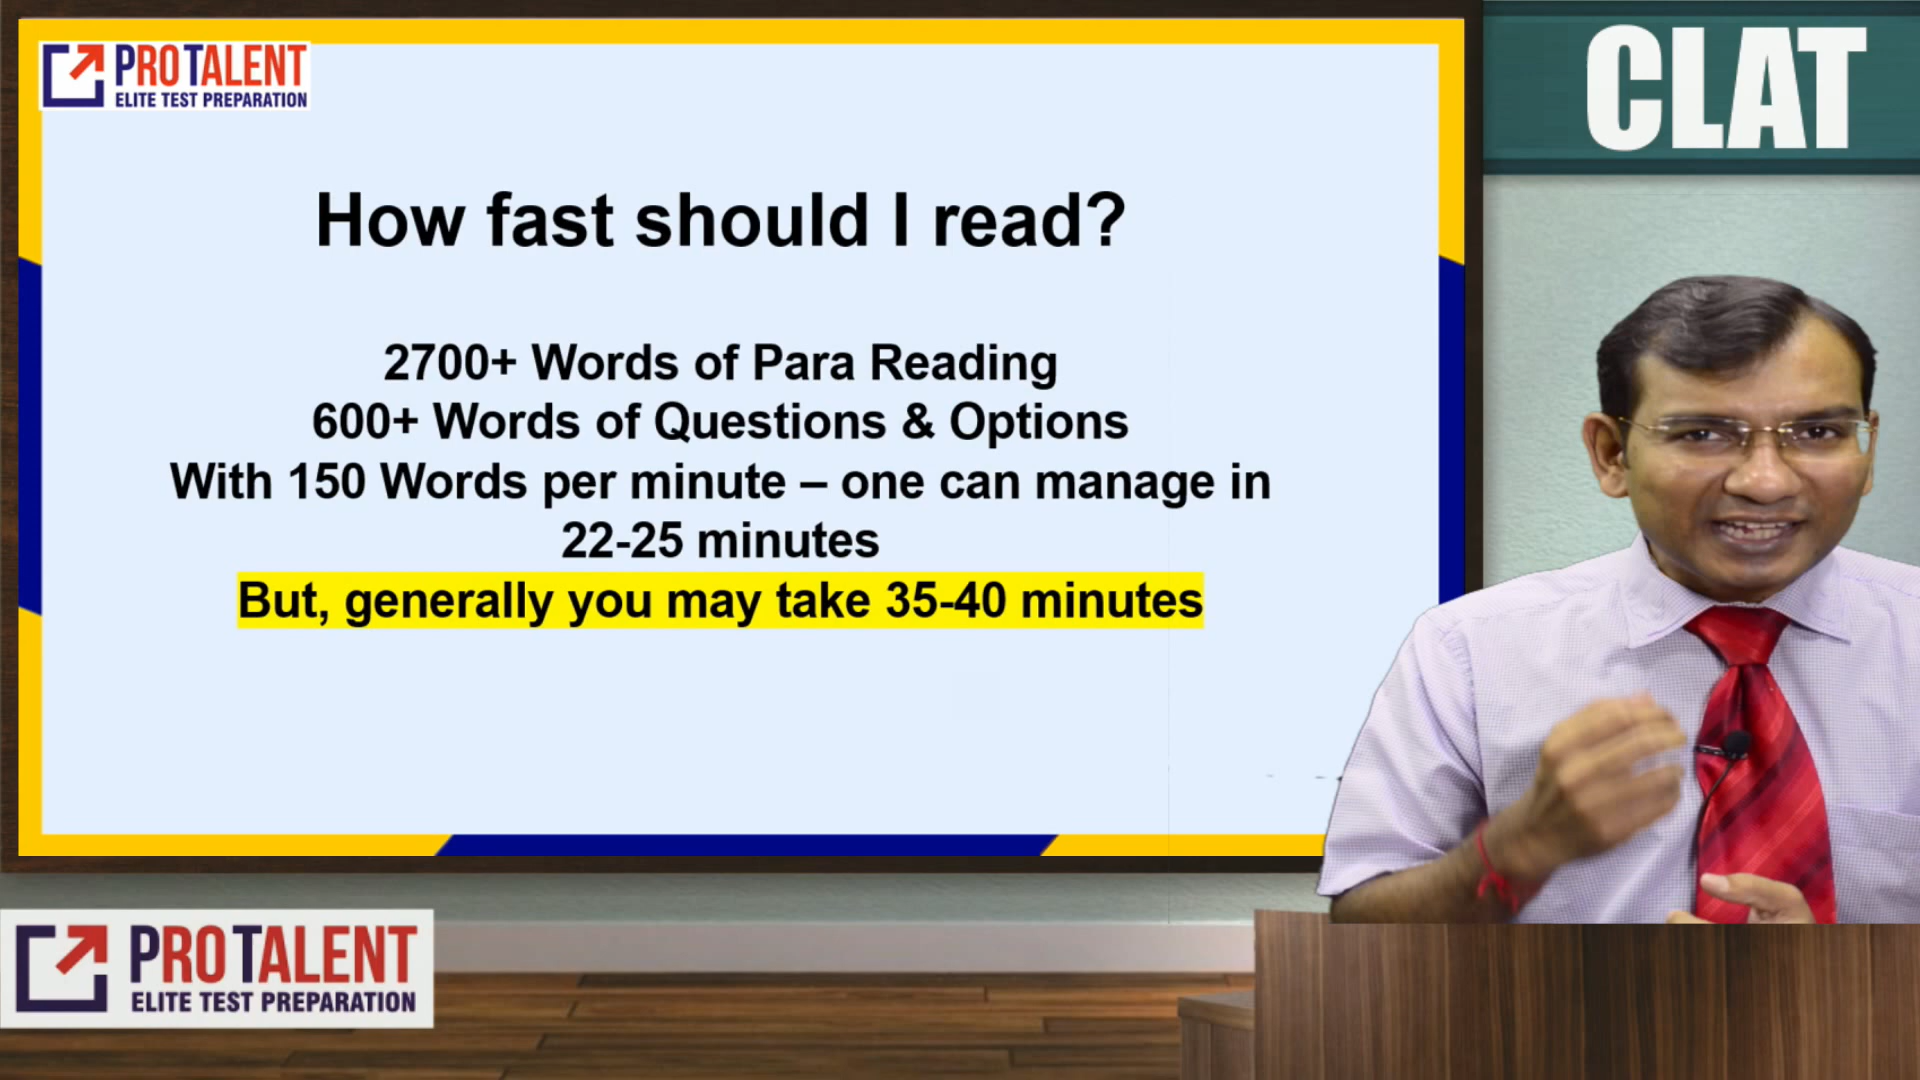 PROTALENT
ELITE TEST PREPARATION
CLAT
How fast should I read?
2700+ Words of Para Reading
600+ Words of Questions & Options
With 150 Words per minute – one can manage in
22-25 minutes
But, generally you may take 35-40 minutes
PROTALENT
ELITE TEST PREPARATION